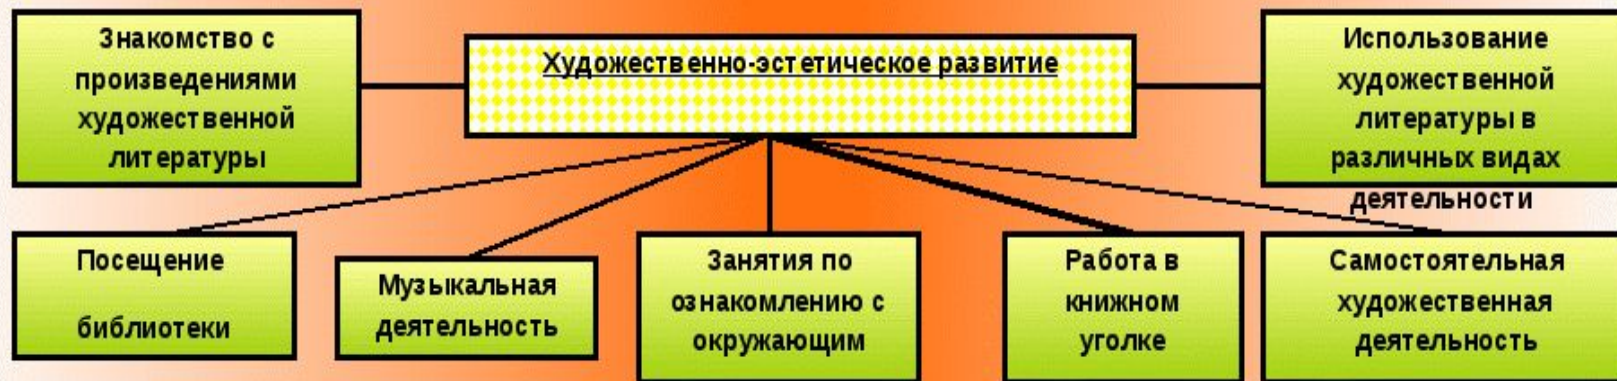 Знакомство с
произведениями
художественной
литературы
Художественно-эстетическое развитие
Использование
художественной
литературы в
различных видах
деятельности
Посещение
библиотеки
Музыкальная
деятельность
Занятия по
ознакомлению с
окружающим
Работа в
книжном
уголке
Самостоятельная
художественная
деятельность